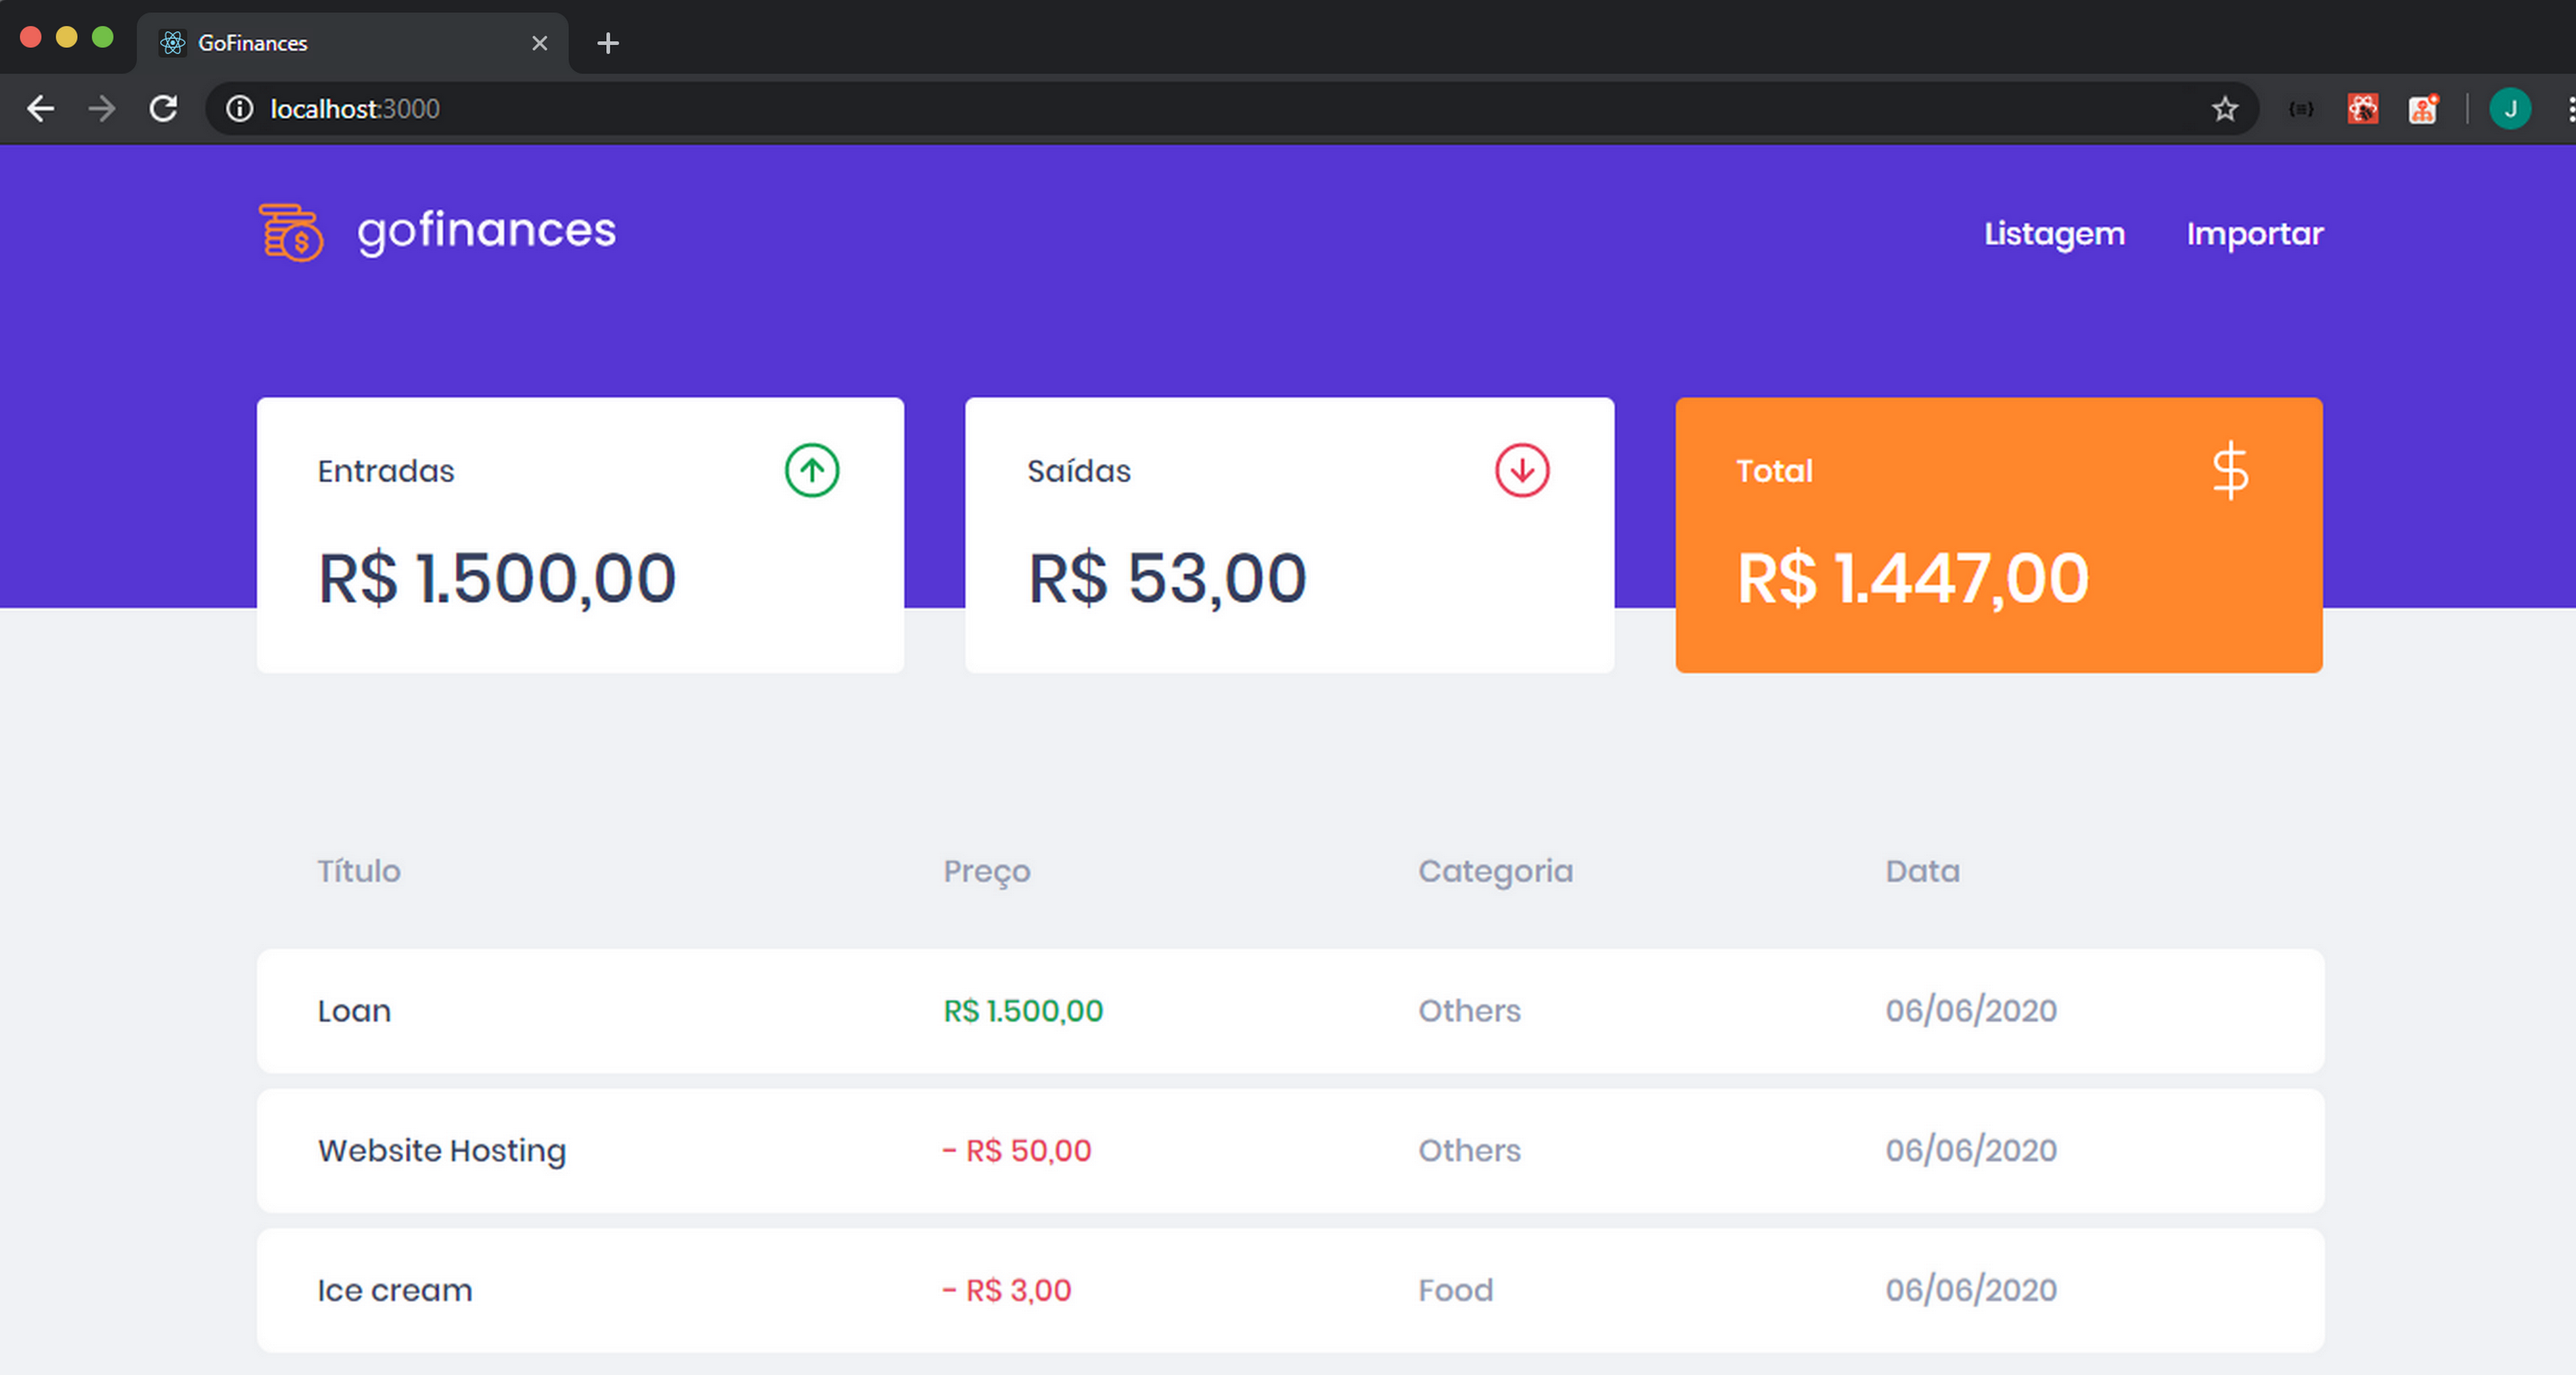 GoFinances
localhost:3000
J
gofinances
Listagem Importar
Entradas
R$ 1.500,00
Saídas
R$ 53,00
Total
$
R$ 1.447,00
Título Preço Categoria Data
Loan R$ 1.500,00 Others 06/06/2020
Website Hosting - R$ 50,00 Others 06/06/2020
Ice cream - R$ 3,00 Food 06/06/2020